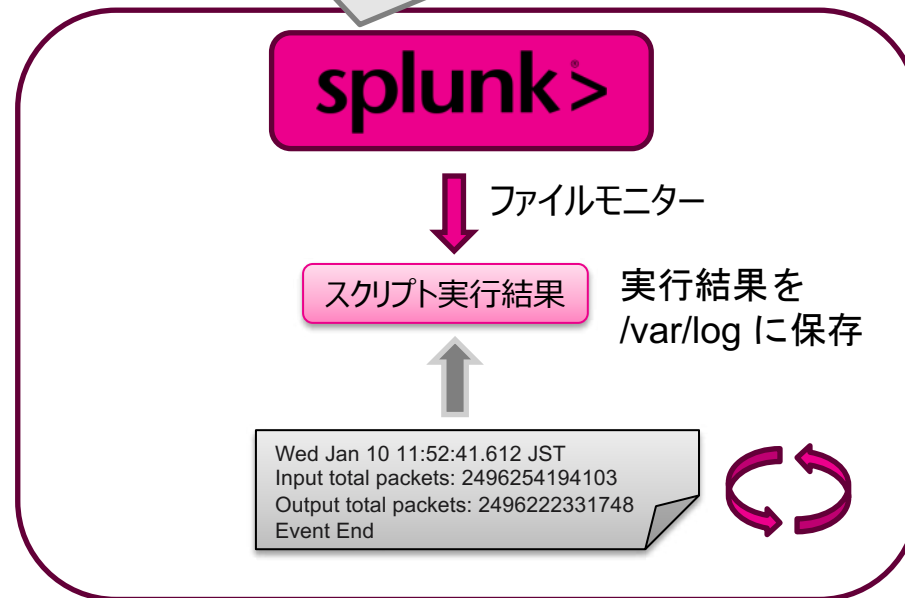 splunk>
ファイルモニター
スクリプト実行結果
実行結果を
/var/log に保存
Wed Jan 10 11:52:41.612 JST
Input total packets: 2496254194103
Output total packets: 2496222331748
Event End